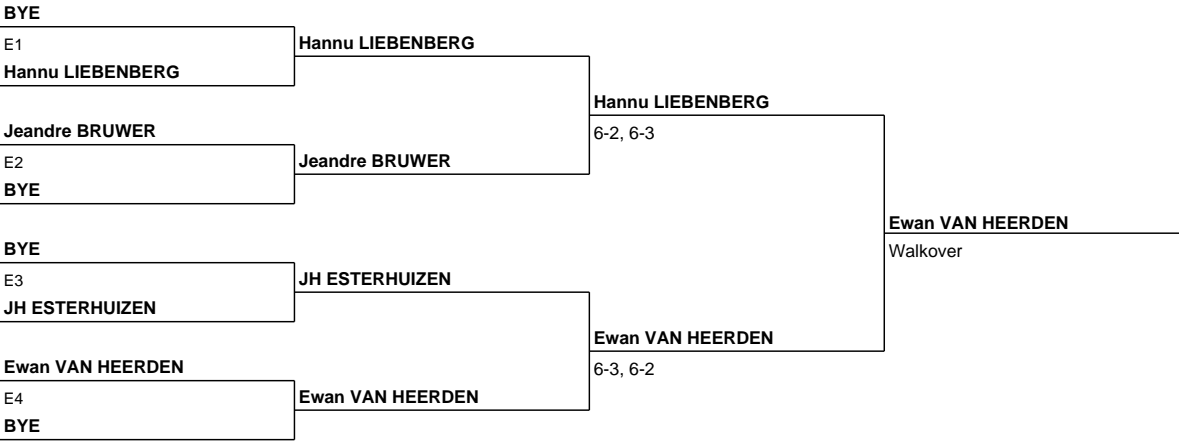 BYE
E1
Hannu LIEBENBERG
Hannu LIEBENBERG
Jeandre BRUWER
E2
BYE
Jeandre BRUWER
Hannu LIEBENBERG
6-2, 6-3
BYE
E3
JH ESTERHUIZEN
JH ESTERHUIZEN
Ewan VAN HEERDEN
E4
BYE
Ewan VAN HEERDEN
Ewan VAN HEERDEN
6-3, 6-2
Ewan VAN HEERDEN
Walkover